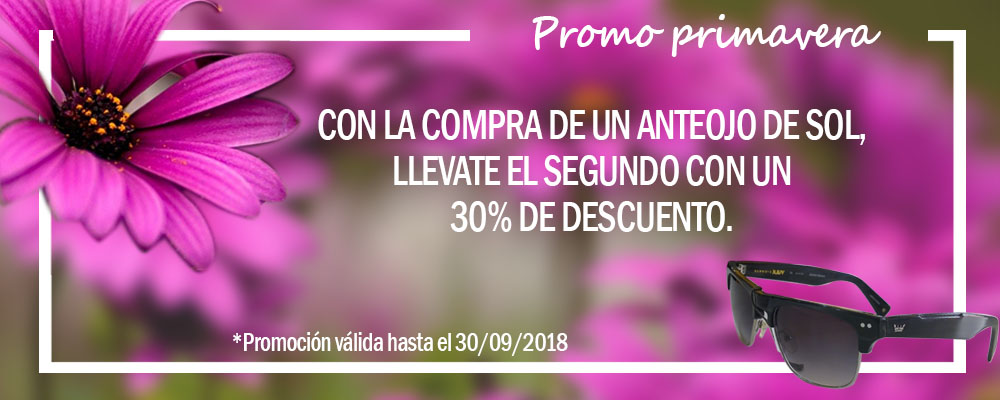 Promo primavera
CON LA COMPRA DE UN ANTEOJO DE SOL,
LLEVATE EL SEGUNDO CON UN
30% DE DESCUENTO.
*Promoción válida hasta el 30/09/2018